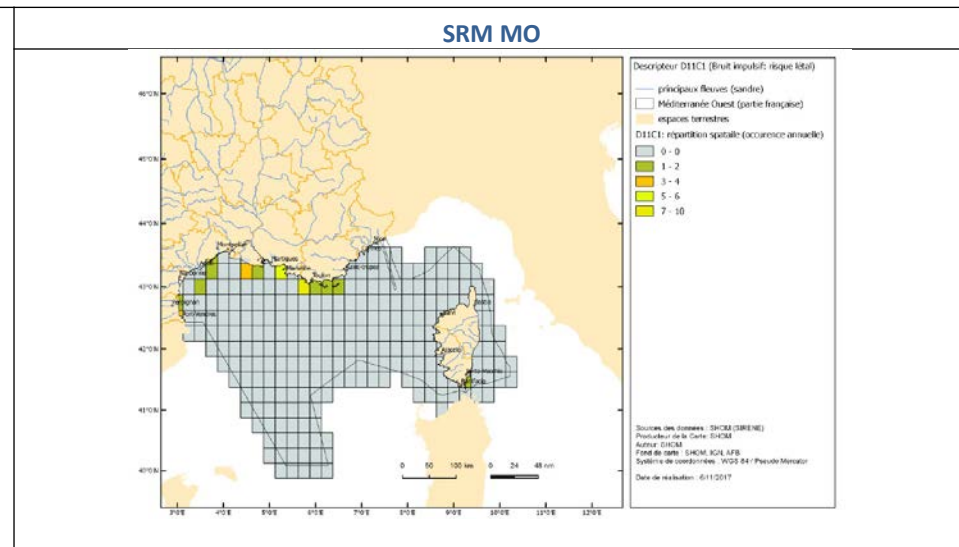 SRM MO
Descripteur D11C1 (Bruit impulsif: risque létal)
principaux fleuves (sandre)
Méditerranée Ouest (partie française)
espaces terrestres
D11C1: répartition spataile (occurence annuelle)
0 - 0
1 - 2
3 - 4
5 - 6
7 - 10
Sources des données : SHOM (SIRENE)
Producteur de la Carte: SHOM
Auteur: SHOM
Fond de carte : SHOM, IGN, AFB
Système de coordonnées : WGS 84 / Pseudo Mercator
Date de réalisation : 6/11/2017
45°0'N
44°0'N
43°0'N
42°0'N
41°0'N
40°0'N
Montpellier
Martigues
Marseille
Toulon
Nice
Narbonne
Perpignan
Bastia
Ajaccio
0 50 100 km
0 24 48 nm
3°0'E 4°0'E 5°0'E 6°0'E 7°0'E 8°0'E 9°0'E 10°0'E 11°0'E 12°0'E